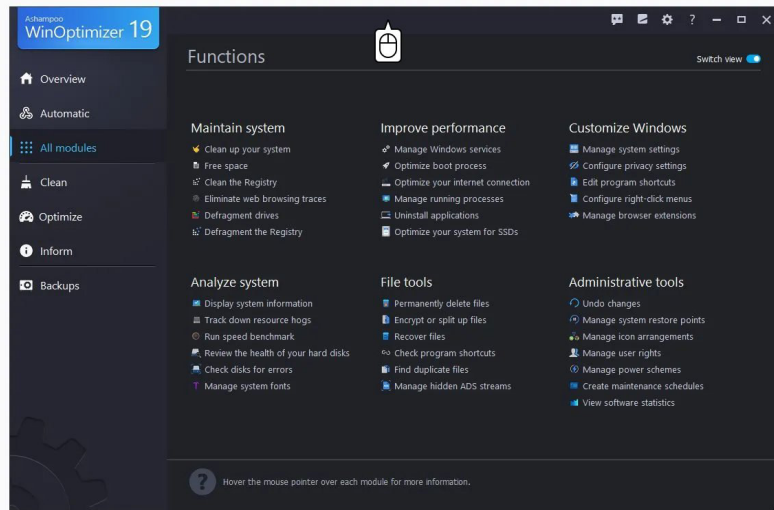 Ashampoo
WinOptimizer 19
?
Functions
Switch view
Overview
Automatic
All modules
Clean
Optimize
Inform
Backups
Maintain system
Clean up your system
Free space
Clean the Registry
Eliminate web browsing traces
Defragment drives
Defragment the Registry
Improve performance
Manage Windows services
Optimize boot process
Optimize your internet connection
Manage running processes
Uninstall applications
Optimize your system for SSDs
Customize Windows
Manage system settings
Configure privacy settings
Edit program shortcuts
Configure right-click menus
Manage browser extensions
Analyze system
Display system information
Track down resource hogs
Run speed benchmark
Review the health of your hard disks
Check disks for errors
Manage system fonts
File tools
Permanently delete files
Encrypt or split up files
Recover files
Check program shortcuts
Find duplicate files
Manage hidden ADS streams
Administrative tools
Undo changes
Manage system restore points
Manage icon arrangements
Manage user rights
Manage power schemes
Create maintenance schedules
View software statistics
? Hover the mouse pointer over each module for more information.